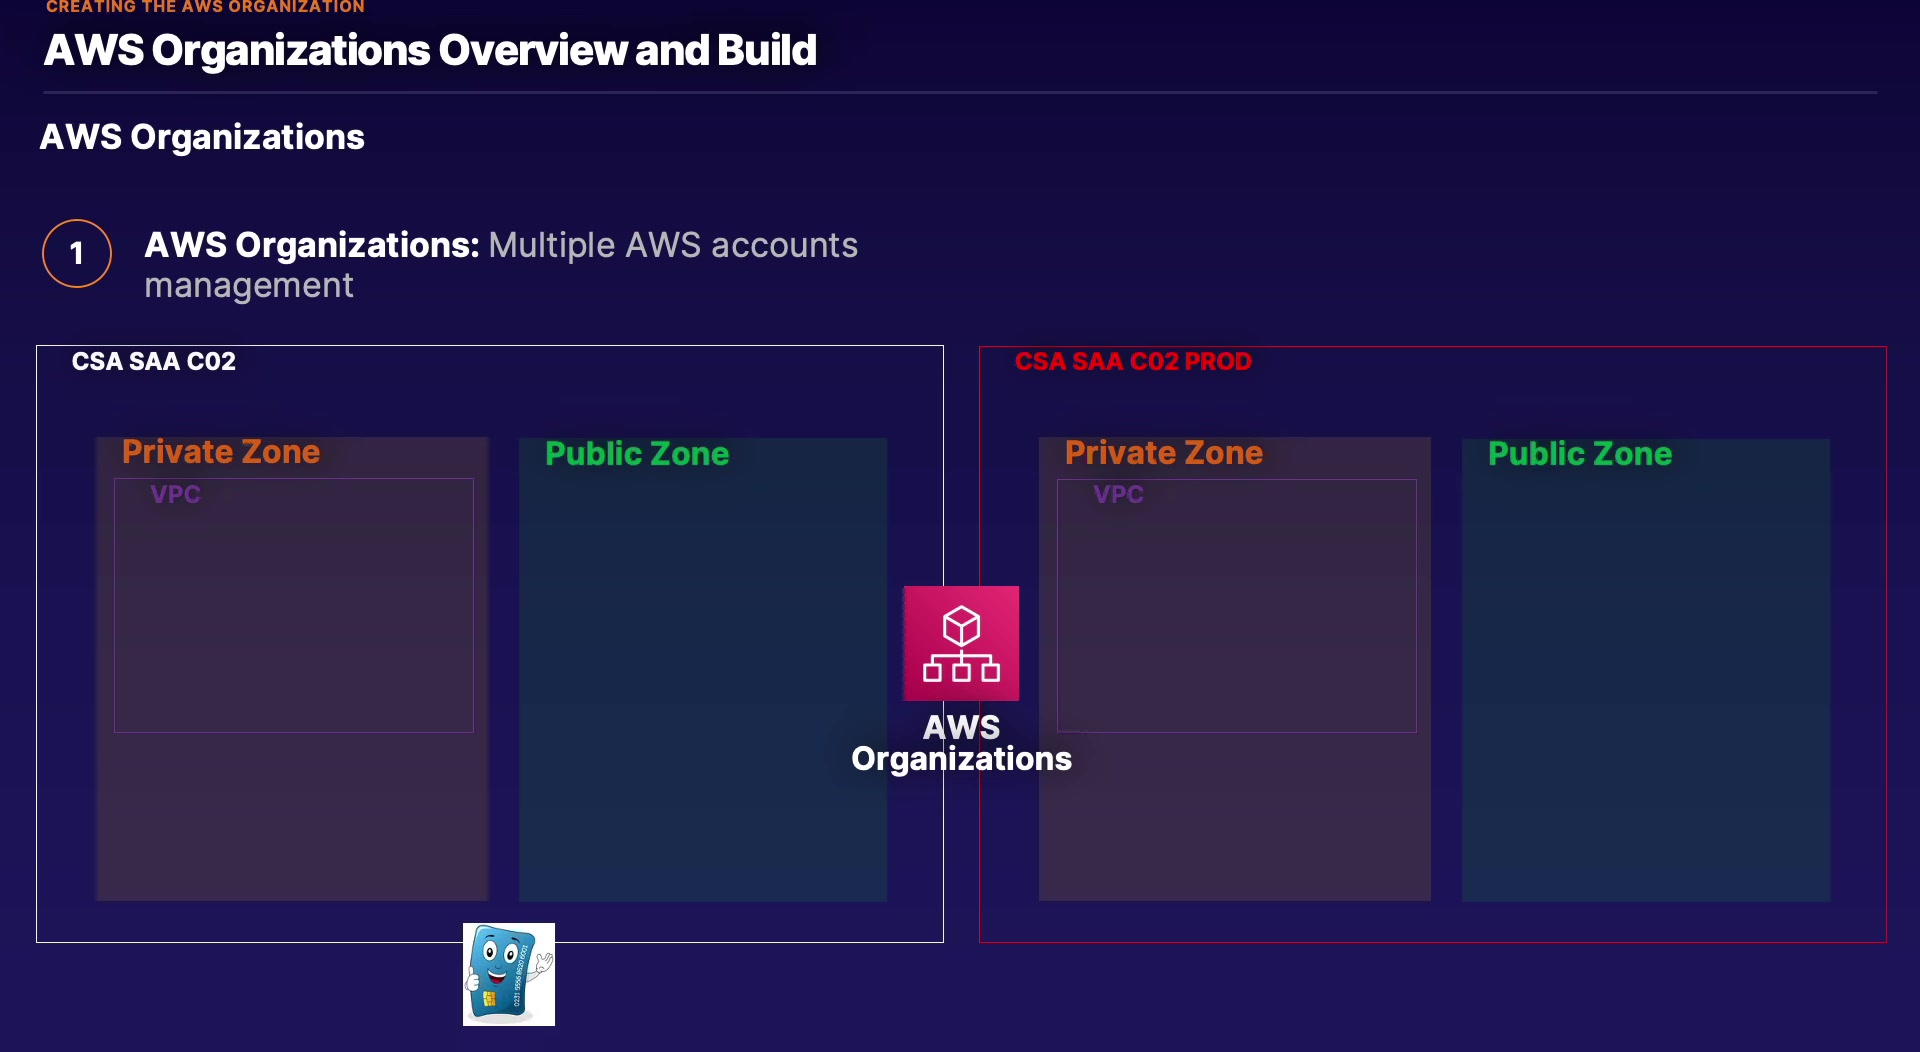 CREATING THE AWS ORGANIZATION
AWS Organizations Overview and Build
AWS Organizations
1
AWS Organizations: Multiple AWS accounts
management
CSA SAA C02
Private Zone
VPC
Public Zone
CSA SAA C02 PROD
Private Zone
VPC
Public Zone
AWS
Organizations